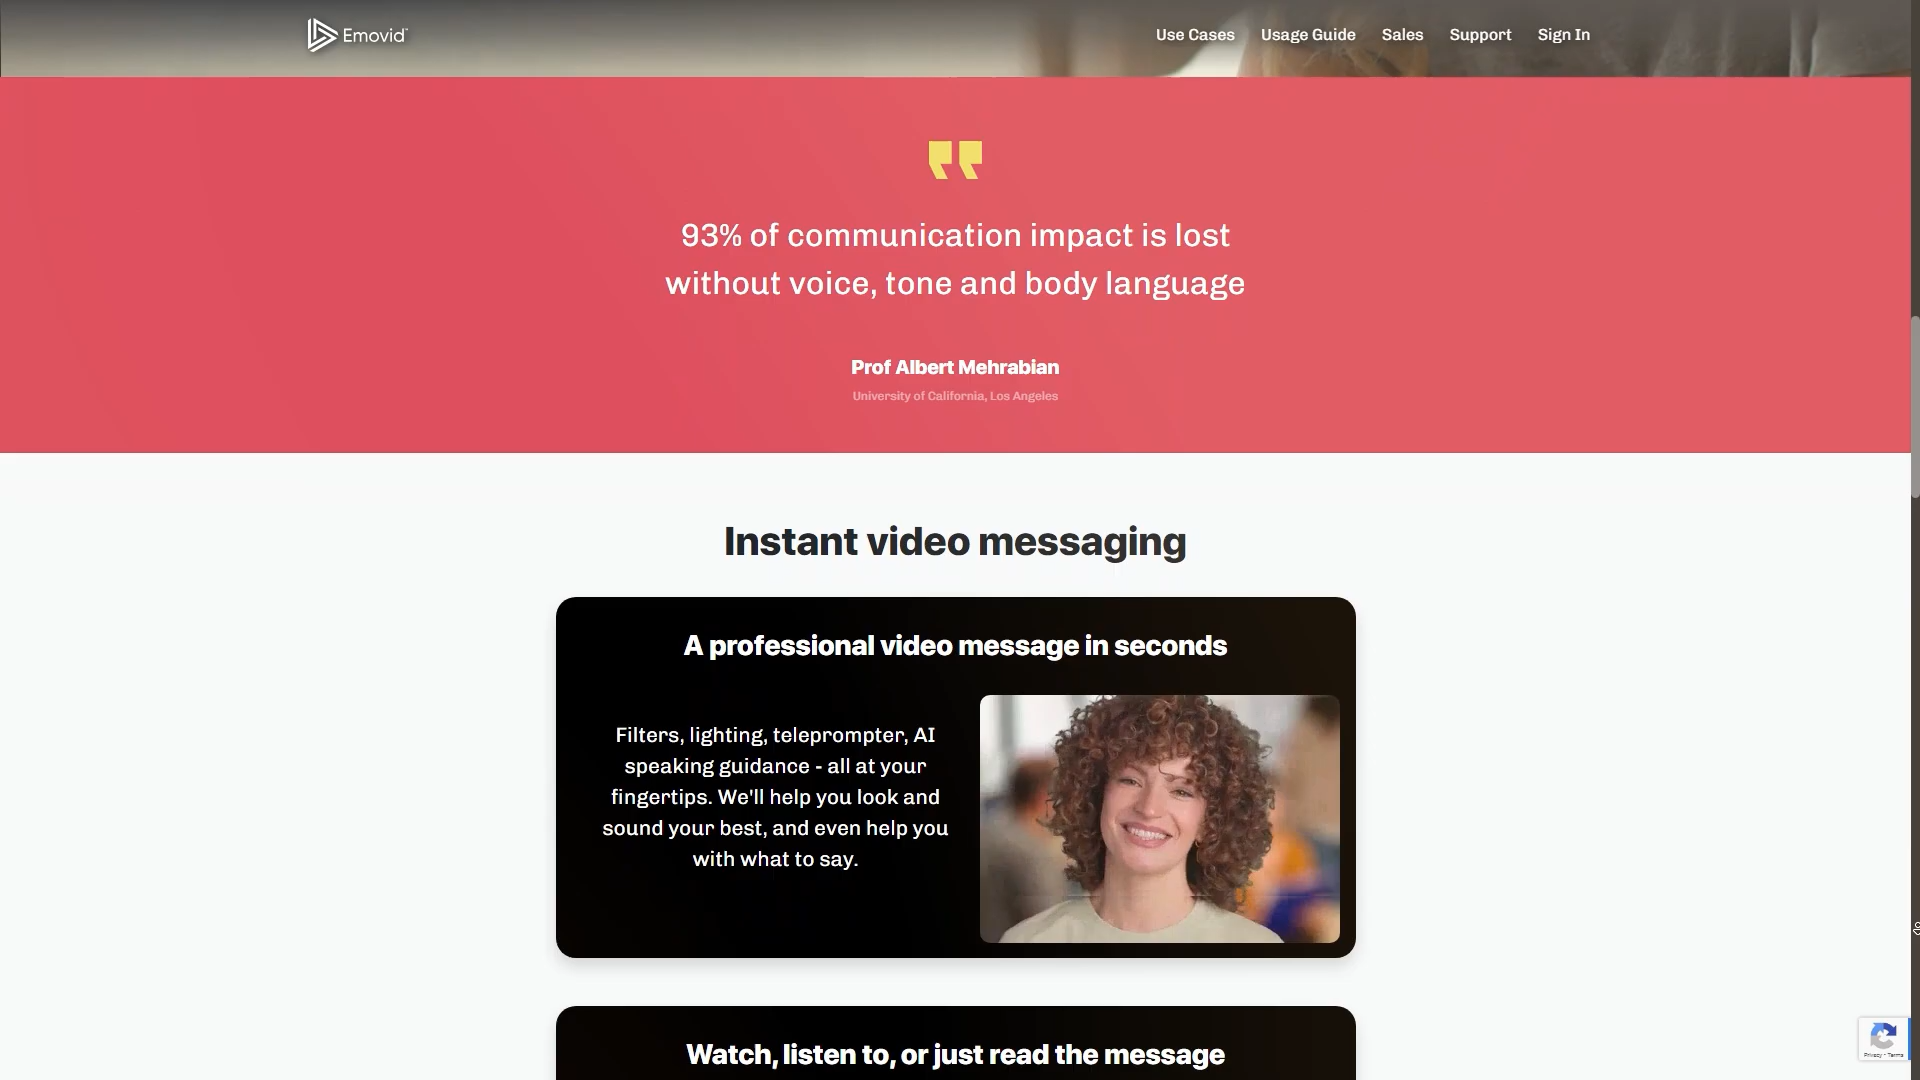 Emovid
Use Cases Usage Guide Sales Support Sign In
93% of communication impact is lost
without voice, tone and body language
Prof Albert Mehrabian
University of California, Los Angeles
Instant video messaging
A professional video message in seconds
Filters, lighting, teleprompter, AI
speaking guidance - all at your
fingertips. We'll help you look and
sound your best, and even help you
with what to say.
Watch, listen to, or just read the message
Privacy - Terms